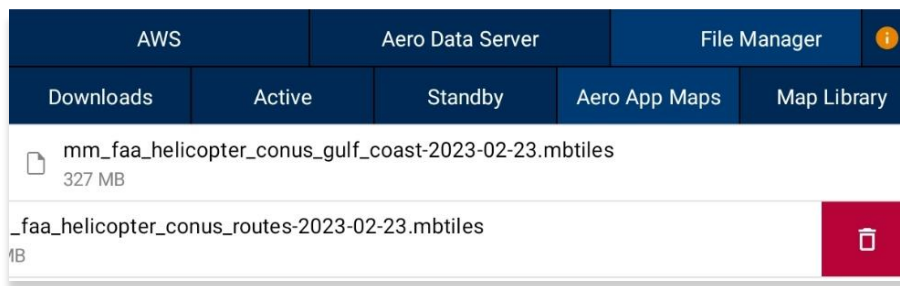 AWS Aero Data Server File Manager
Downloads Active Standby Aero App Maps Map Library
mm_faa_helicopter_conus_gulf_coast-2023-02-23.mbtiles
327 MB
_faa_helicopter_conus_routes-2023-02-23.mbtiles
MB